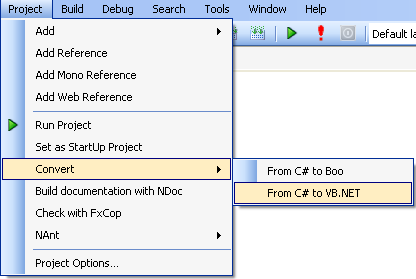 Project Build Debug Search Tools Window Help
Add
Default la
Add Reference
Add Mono Reference
Add Web Reference
Run Project
Set as StartUp Project
Convert
From C# to Boo
Build documentation with NDoc
From C# to VB.NET
Check with FxCop
NAnt
Project Options...